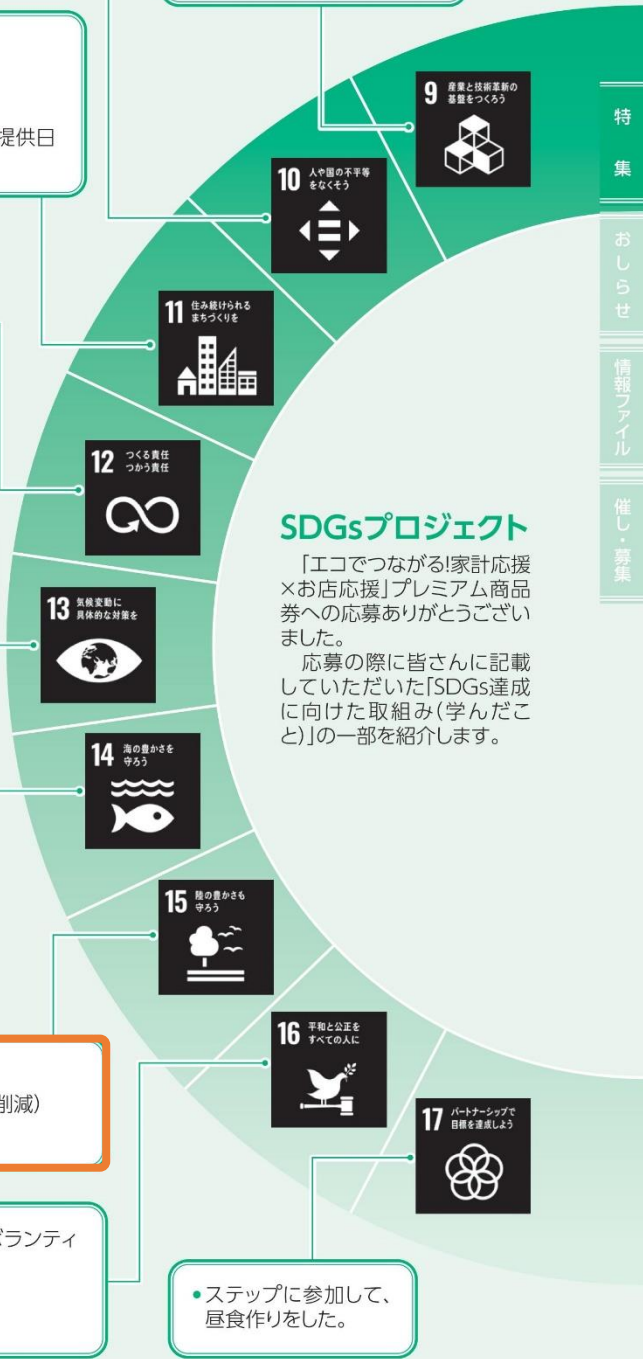 提供日
9 産業と技術革新の
基盤をつくろう
10 人や国の不平等
をなくそう
11 住み続けられる
まちづくりを
12 つくる責任
つかう責任
13 気候変動に
具体的な対策を
14 海の豊かさを
守ろう
15 陸の豊かさも
守ろう
16 平和と公正を
すべての人に
17 パートナーシップで
目標を達成しよう
SDGsプロジェクト
「エコでつながる!家計応援
×お店応援」プレミアム商品
券への応募ありがとうござい
ました。
応募の際に皆さんに記載
していただいた「SDGs達成
に向けた取組み(学んだこ
と)」の一部を紹介します。
削減)
ボランティ
•ステップに参加して、
昼食作りをした。
特集
おしらせ
情報ファイル
催し・募集